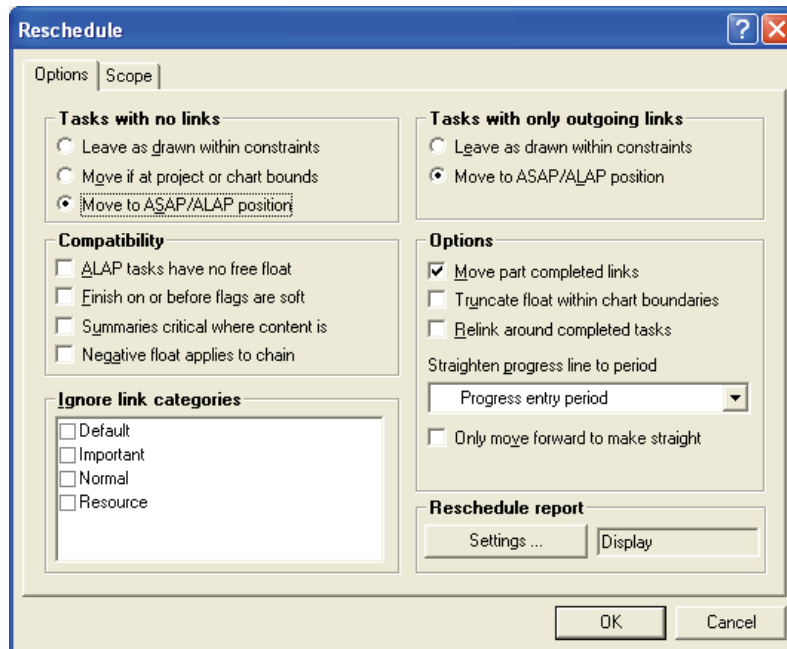 Reschedule
Options
Scope
Tasks with no links
Leave as drawn within constraints
Move if at project or chart bounds
Move to ASAP/ALAP position
Tasks with only outgoing links
Leave as drawn within constraints
Move to ASAP/ALAP position
Compatibility
ALAP tasks have no free float
Finish on or before flags are soft
Summaries critical where content is
Negative float applies to chain
Options
Move part completed links
Truncate float within chart boundaries
Relink around completed tasks
Straighten progress line to period
Progress entry period
Only move forward to make straight
Ignore link categories
Default
Important
Normal
Resource
Reschedule report
Settings ...
Display
OK
Cancel